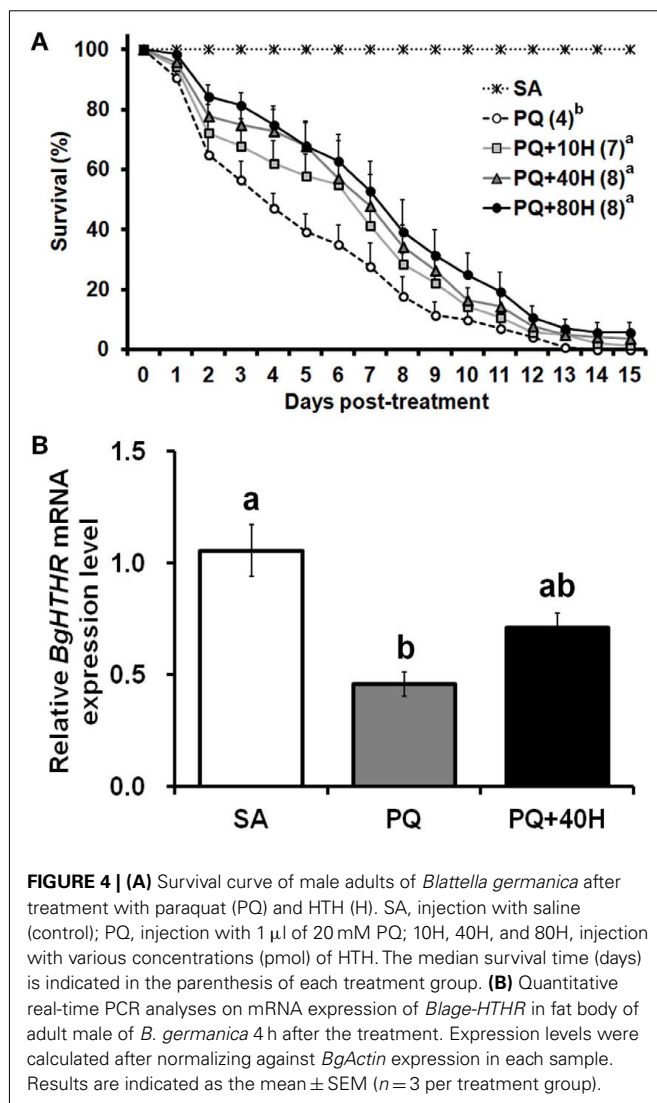 A
100
80
60
40
20
0
Survival (%)
SA
PQ (4)b
PQ+10H (7)a
PQ+40H (8)a
PQ+80H (8)a
0 1 2 3 4 5 6 7 8 9 10 11 12 13 14 15
Days post-treatment
B
Relative BgHTHR mRNA
expression level
1.5
1.0
0.5
0.0
a
b
ab
SA PQ PQ+40H
FIGURE 4 | (A) Survival curve of male adults of Blattella germanica after
treatment with paraquat (PQ) and HTH (H). SA, injection with saline
(control); PQ, injection with 1 μl of 20 mM PQ; 10H, 40H, and 80H, injection
with various concentrations (pmol) of HTH. The median survival time (days)
is indicated in the parenthesis of each treatment group. (B) Quantitative
real-time PCR analyses on mRNA expression of Blage-HTHR in fat body of
adult male of B. germanica 4 h after the treatment. Expression levels were
calculated after normalizing against BgActin expression in each sample.
Results are indicated as the mean ± SEM (n = 3 per treatment group).